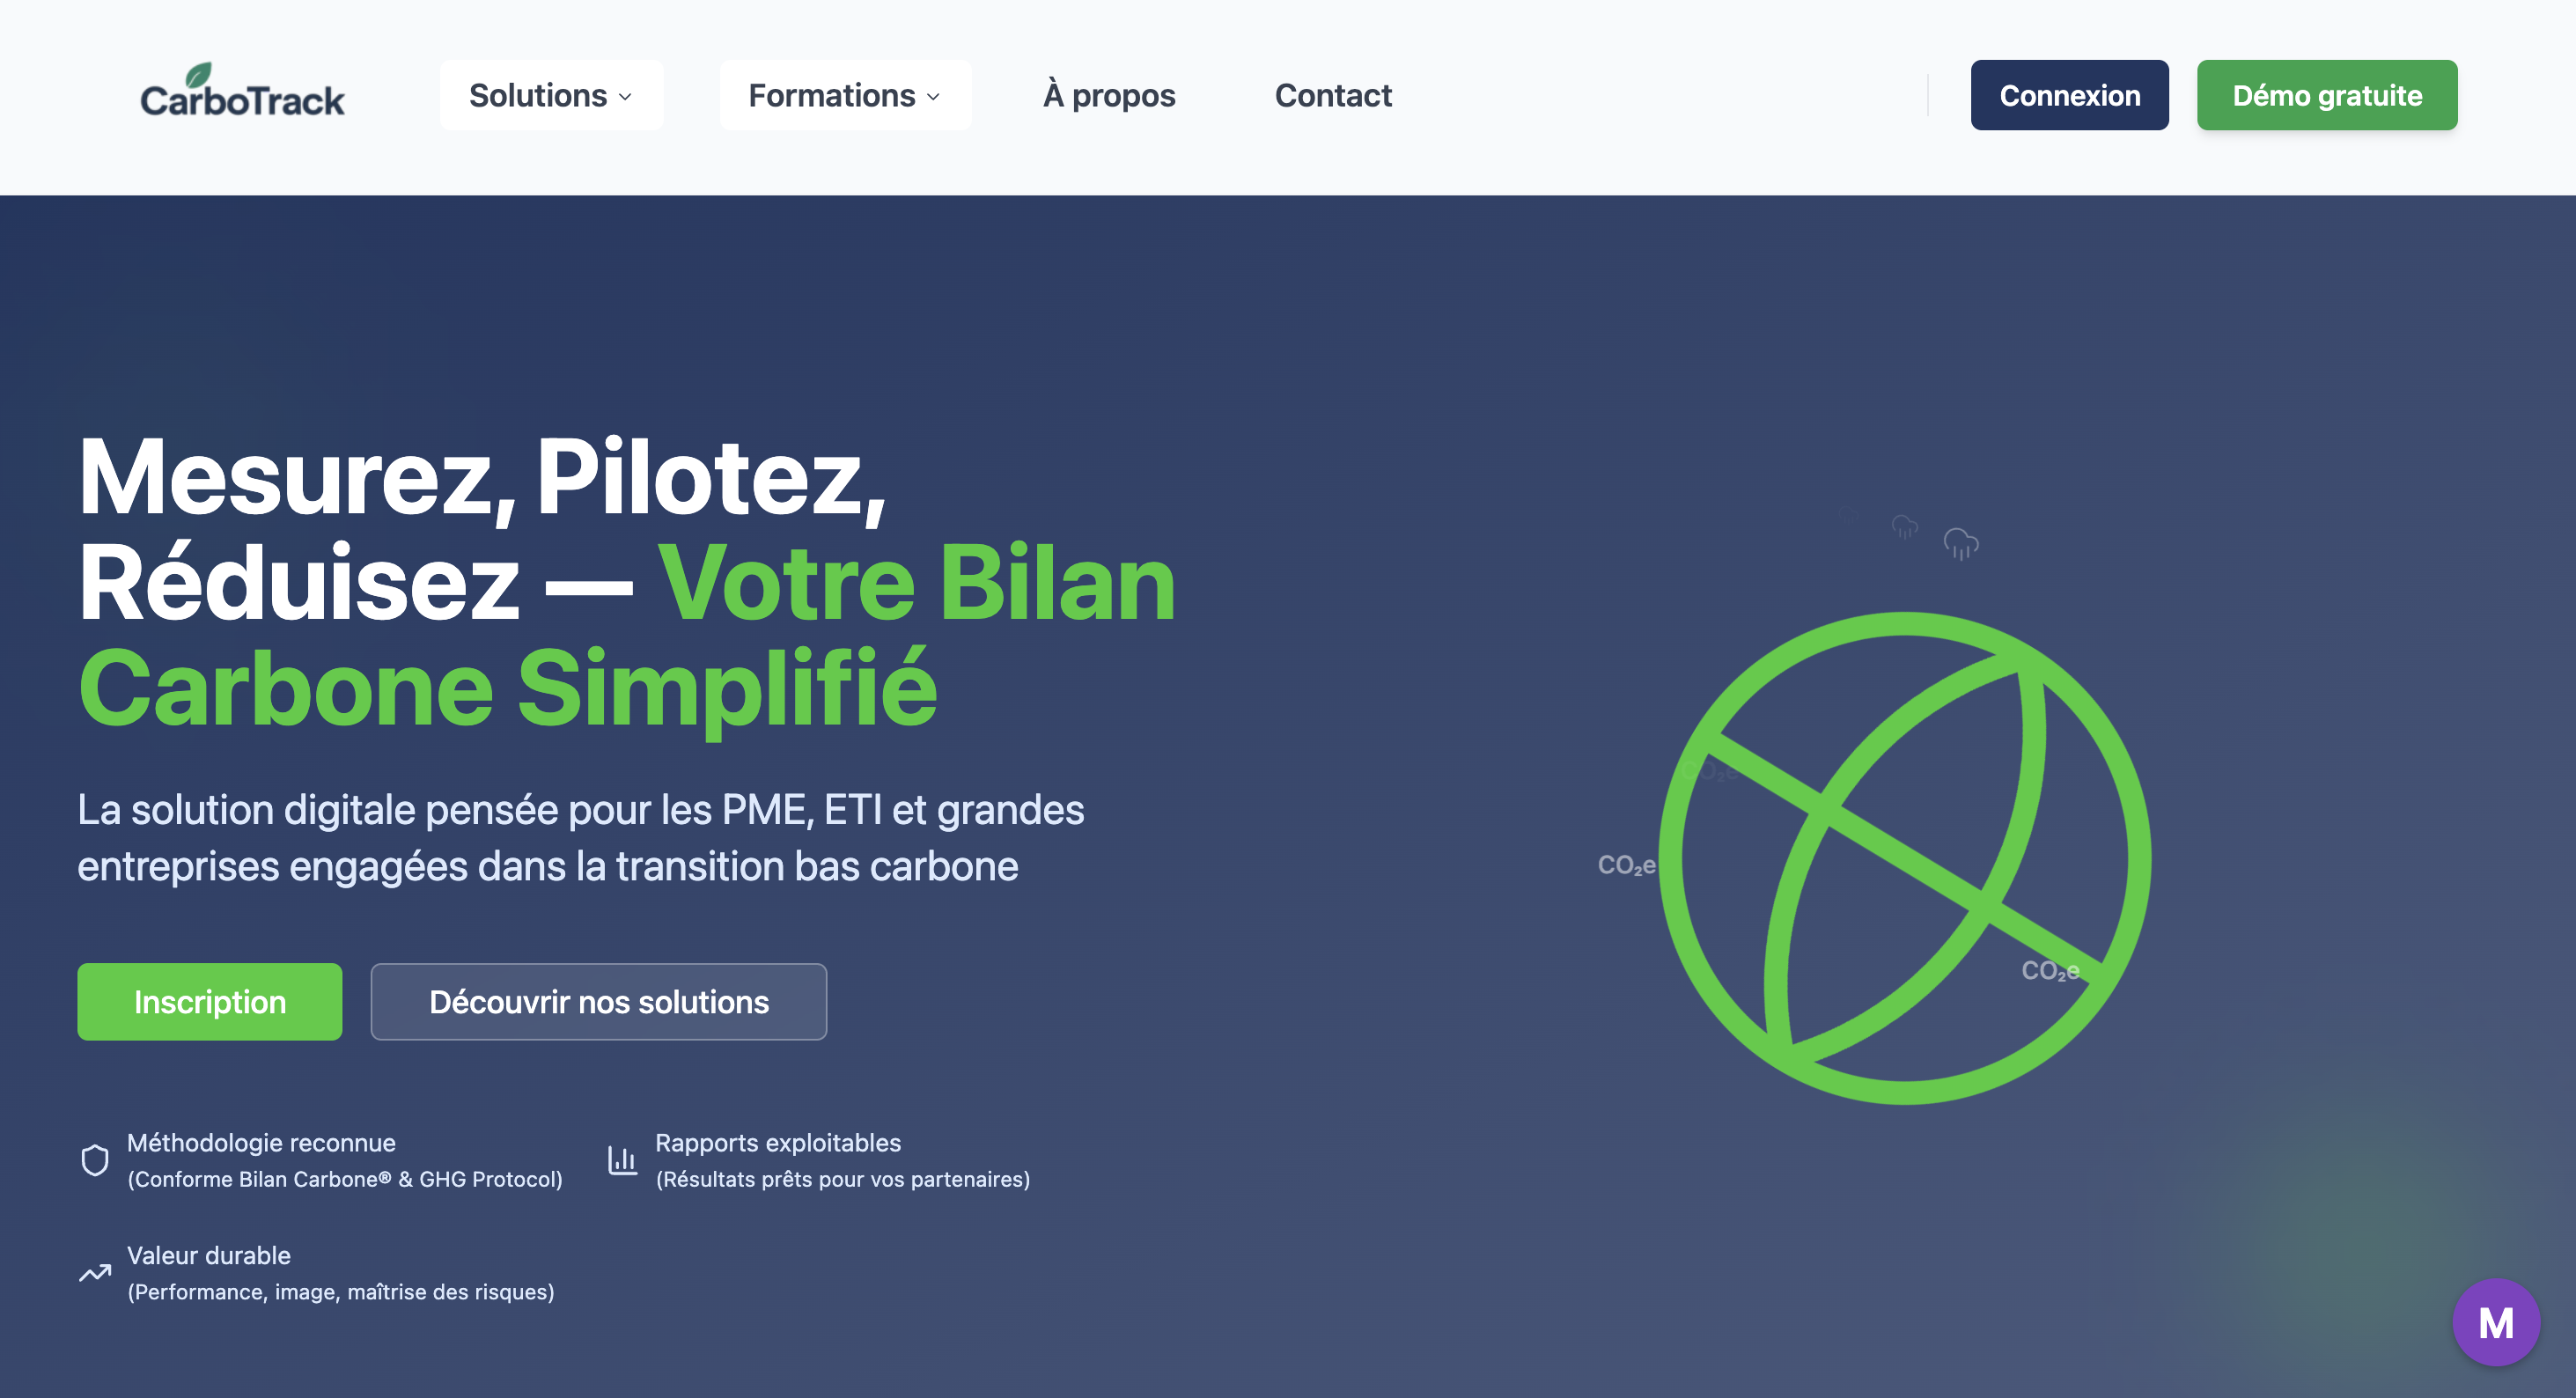 CarboTrack
Solutions
Formations
À propos
Contact
Connexion
Démo gratuite
Mesurez, Pilotez,
Réduisez — Votre Bilan
Carbone Simplifié
La solution digitale pensée pour les PME, ETI et grandes
entreprises engagées dans la transition bas carbone
Inscription
Découvrir nos solutions
Méthodologie reconnue
(Conforme Bilan Carbone® & GHG Protocol)
Rapports exploitables
(Résultats prêts pour vos partenaires)
Valeur durable
(Performance, image, maîtrise des risques)
CO₂e
CO₂e
CO₂e
M